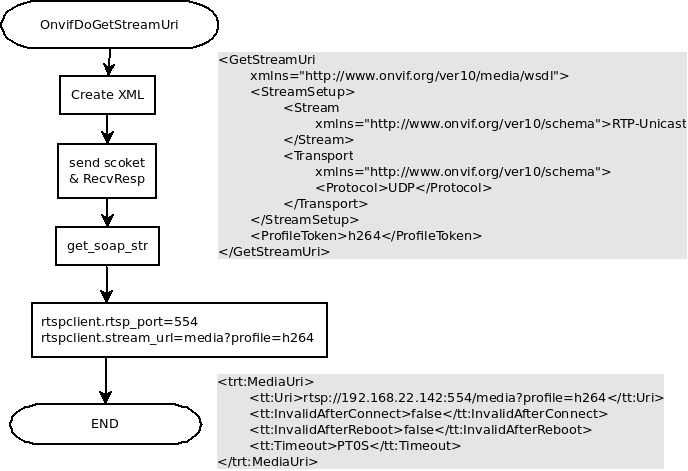 OnvifDoGetStreamUri
Create XML
send scoket
& RecvResp
get_soap_str
rtspclient.rtsp_port=554
rtspclient.stream_url=media?profile=h264
END
<GetStreamUri
xmlns="http://www.onvif.org/ver10/media/wsdl">
<StreamSetup>
<Stream
xmlns="http://www.onvif.org/ver10/schema">RTP-Unicast
</Stream>
<Transport
xmlns="http://www.onvif.org/ver10/schema">
<Protocol>UDP</Protocol>
</Transport>
</StreamSetup>
<ProfileToken>h264</ProfileToken>
</GetStreamUri>
<trt:MediaUri>
<tt:Uri>rtsp://192.168.22.142:554/media?profile=h264</tt:Uri>
<tt:InvalidAfterConnect>false</tt:InvalidAfterConnect>
<tt:InvalidAfterReboot>false</tt:InvalidAfterReboot>
<tt:Timeout>PT0S</tt:Timeout>
</trt:MediaUri>